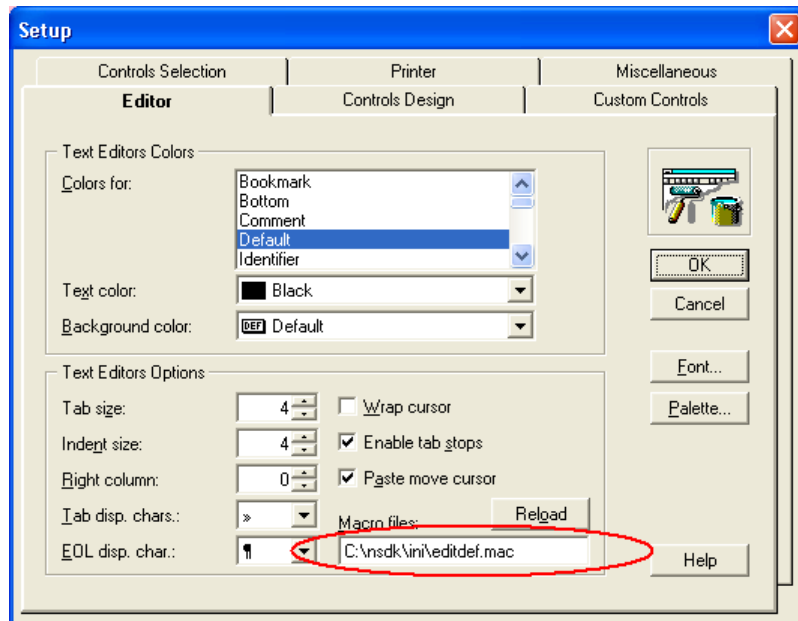 Setup
Controls Selection Printer Miscellaneous
Editor Controls Design Custom Controls
Text Editors Colors
Colors for:
Bookmark
Bottom
Comment
Default
Identifier
Text color: Black
Background color: DEF Default
OK
Cancel
Font...
Palette...
Text Editors Options
Tab size: 4 Wrap cursor
Indent size: 4 Enable tab stops
Right column: 0 Paste move cursor
Tab disp. chars.: » Macro files: Reload
EOL disp. char.: ¶ C:\nsdk\ini\editdef.mac
Help